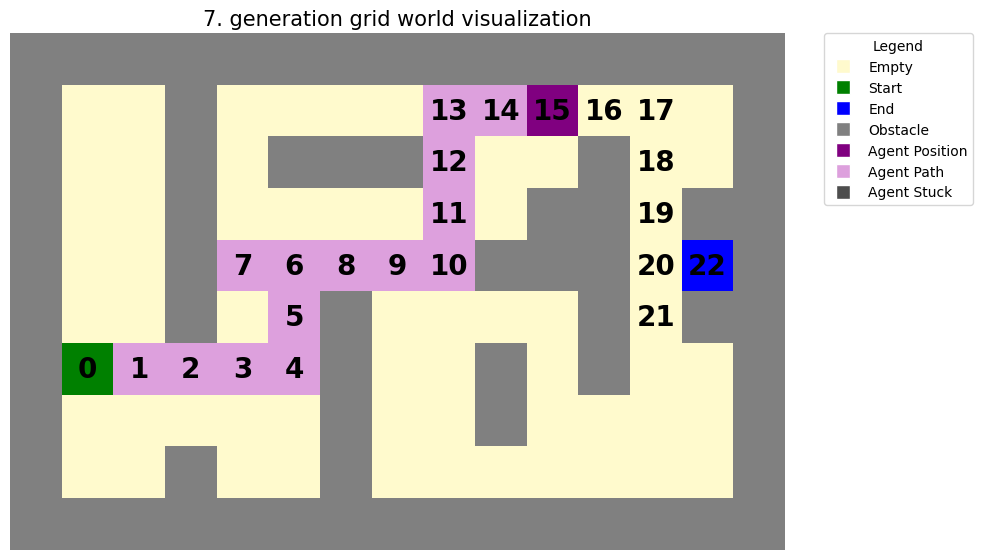 7. generation grid world visualization
13 14 15 16 17
12 18
11 19
7 6 8 9 10 20 22
5 21
0 1 2 3 4
Legend
Empty
Start
End
Obstacle
Agent Position
Agent Path
Agent Stuck